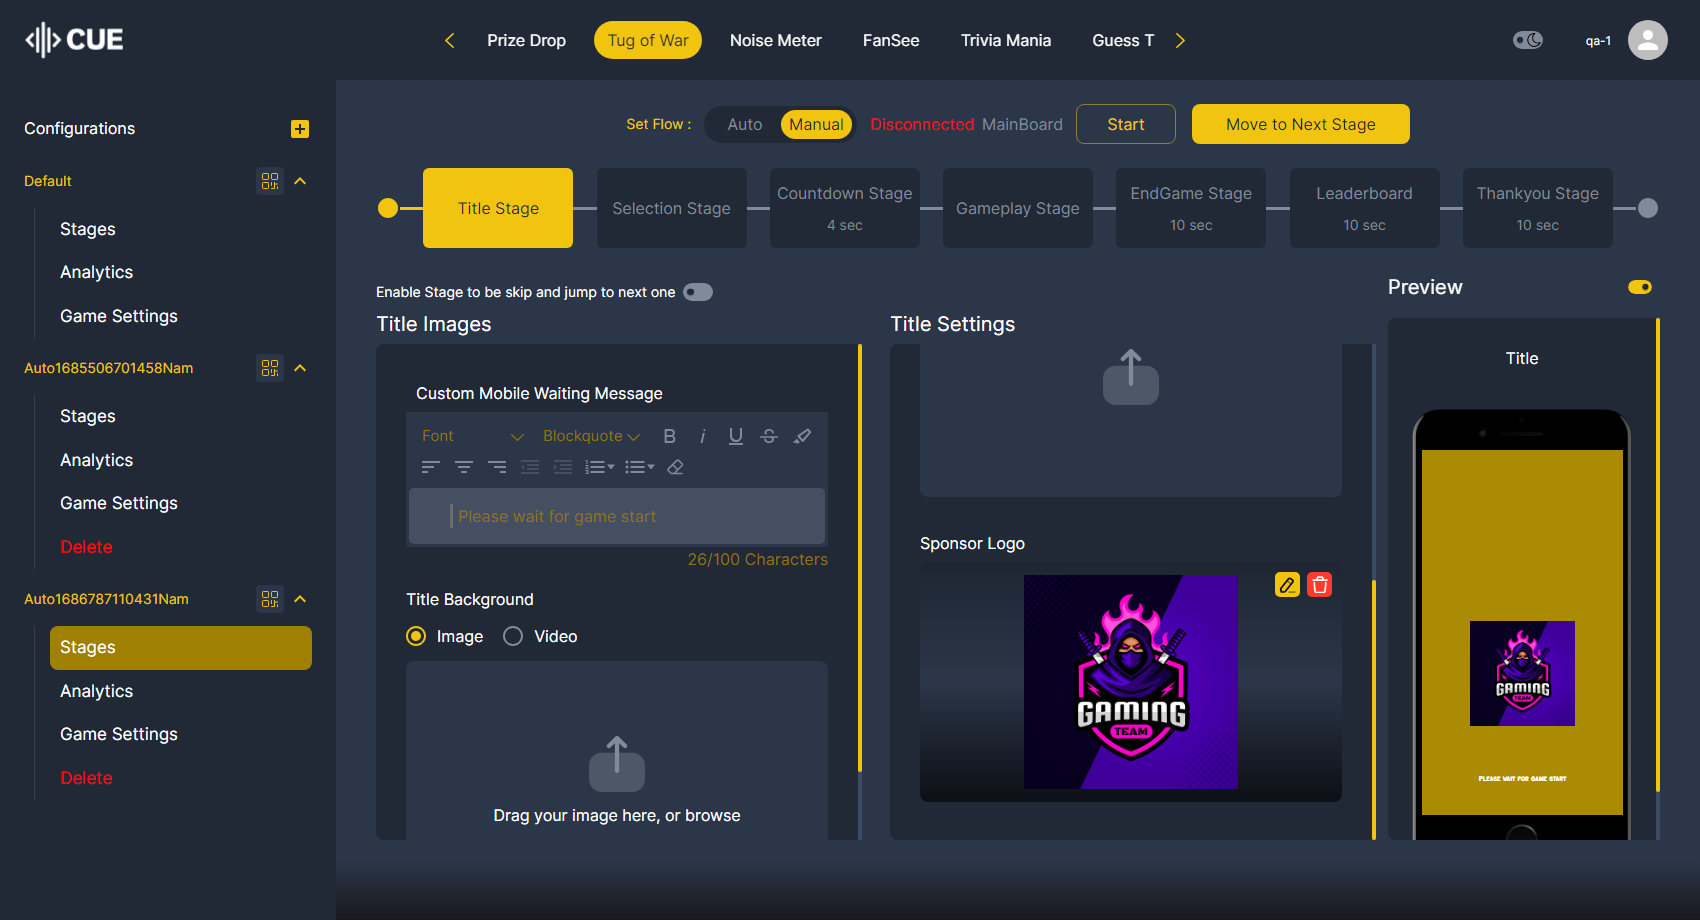 CUE
Prize Drop
Tug of War
Noise Meter
FanSee
Trivia Mania
Guess T
qa-1
Configurations
Default
Stages
Analytics
Game Settings
Auto1685506701458Nam
Stages
Analytics
Game Settings
Delete
Auto1686787110431Nam
Stages
Analytics
Game Settings
Delete
Set Flow :
Auto
Manual
Disconnected MainBoard
Start
Move to Next Stage
Title Stage
Selection Stage
Countdown Stage
4 sec
Gameplay Stage
EndGame Stage
10 sec
Leaderboard
10 sec
Thankyou Stage
10 sec
Enable Stage to be skip and jump to next one
Title Images
Custom Mobile Waiting Message
Font
Blockquote
B i U S
Please wait for game start
26/100 Characters
Title Background
Image
Video
Drag your image here, or browse
Title Settings
Sponsor Logo
GAMING
TEAM
Preview
Title
GAMING
TEAM
PLEASE WAIT FOR GAME START